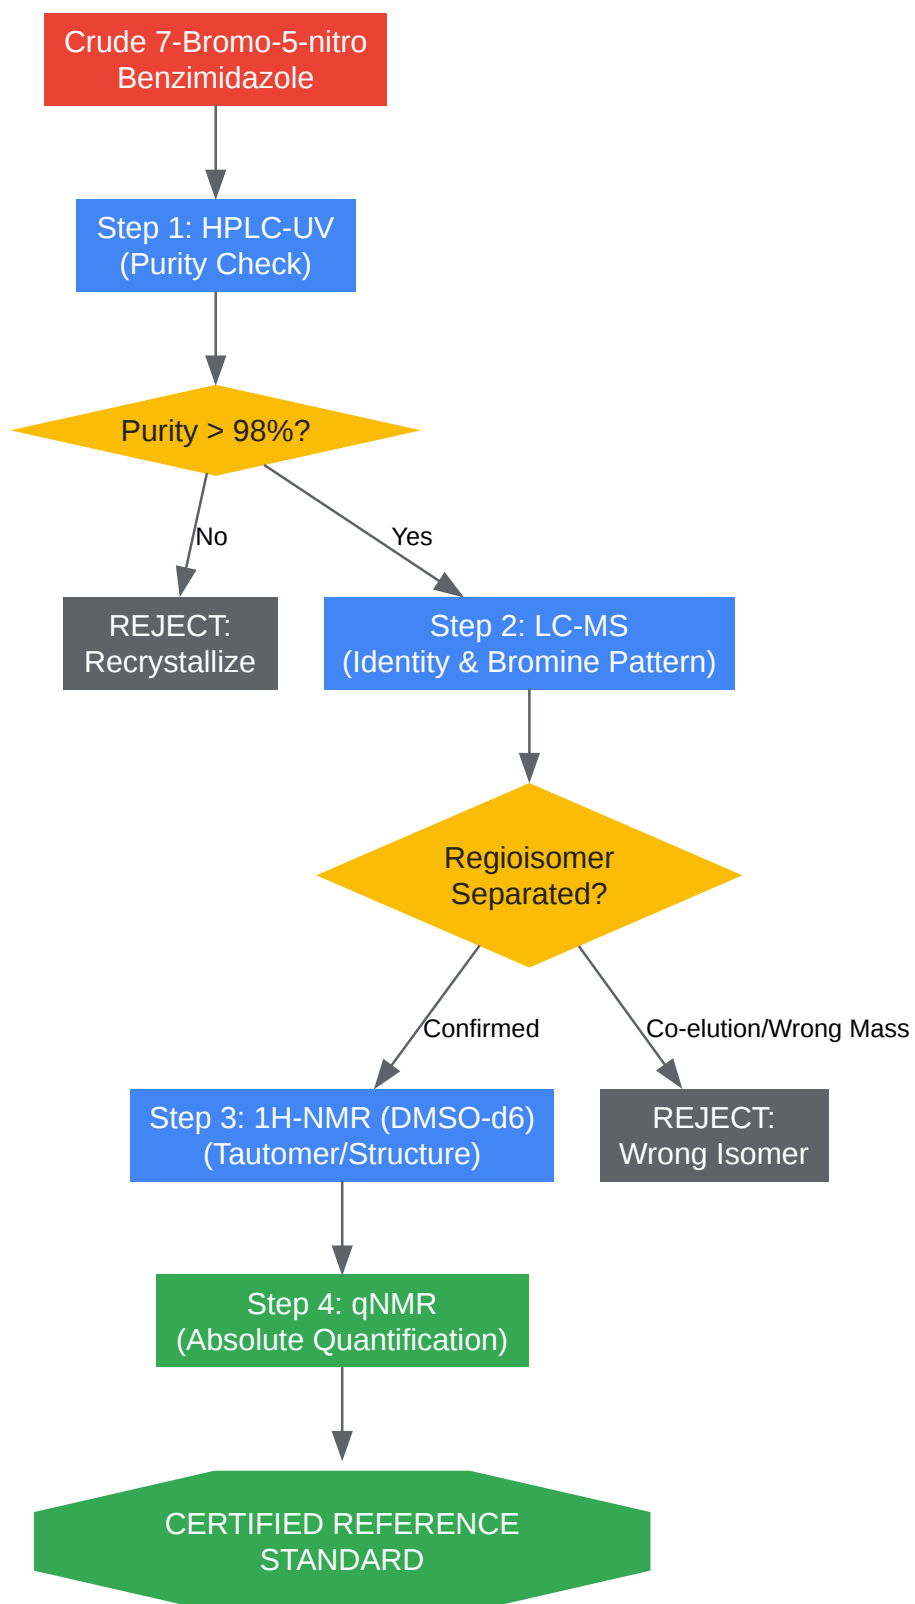 Crude 7-Bromo-5-nitro
Benzimidazole
Step 1: HPLC-UV
(Purity Check)
Purity > 98%?
No
Yes
REJECT:
Recrystallize
Step 2: LC-MS
(Identity & Bromine Pattern)
Regioisomer
Separated?
Confirmed
Co-elution/Wrong Mass
Step 3: 1H-NMR (DMSO-d6)
(Tautomer/Structure)
REJECT:
Wrong Isomer
Step 4: qNMR
(Absolute Quantification)
CERTIFIED REFERENCE
STANDARD